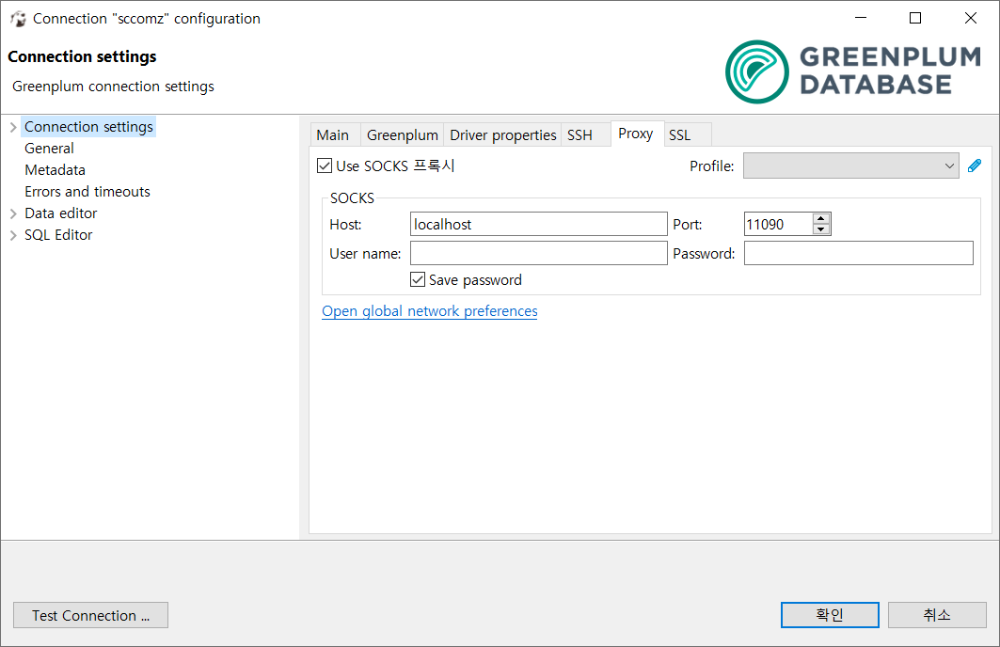 Connection "sccomz" configuration
Connection settings
Greenplum connection settings
GREENPLUM
DATABASE
Connection settings
General
Metadata
Errors and timeouts
Data editor
SQL Editor
Main Greenplum Driver properties SSH Proxy SSL
Use SOCKS 프록시 Profile:
SOCKS
Host: localhost Port: 11090
User name: Password:
Save password
Open global network preferences
Test Connection ... 확인 취소